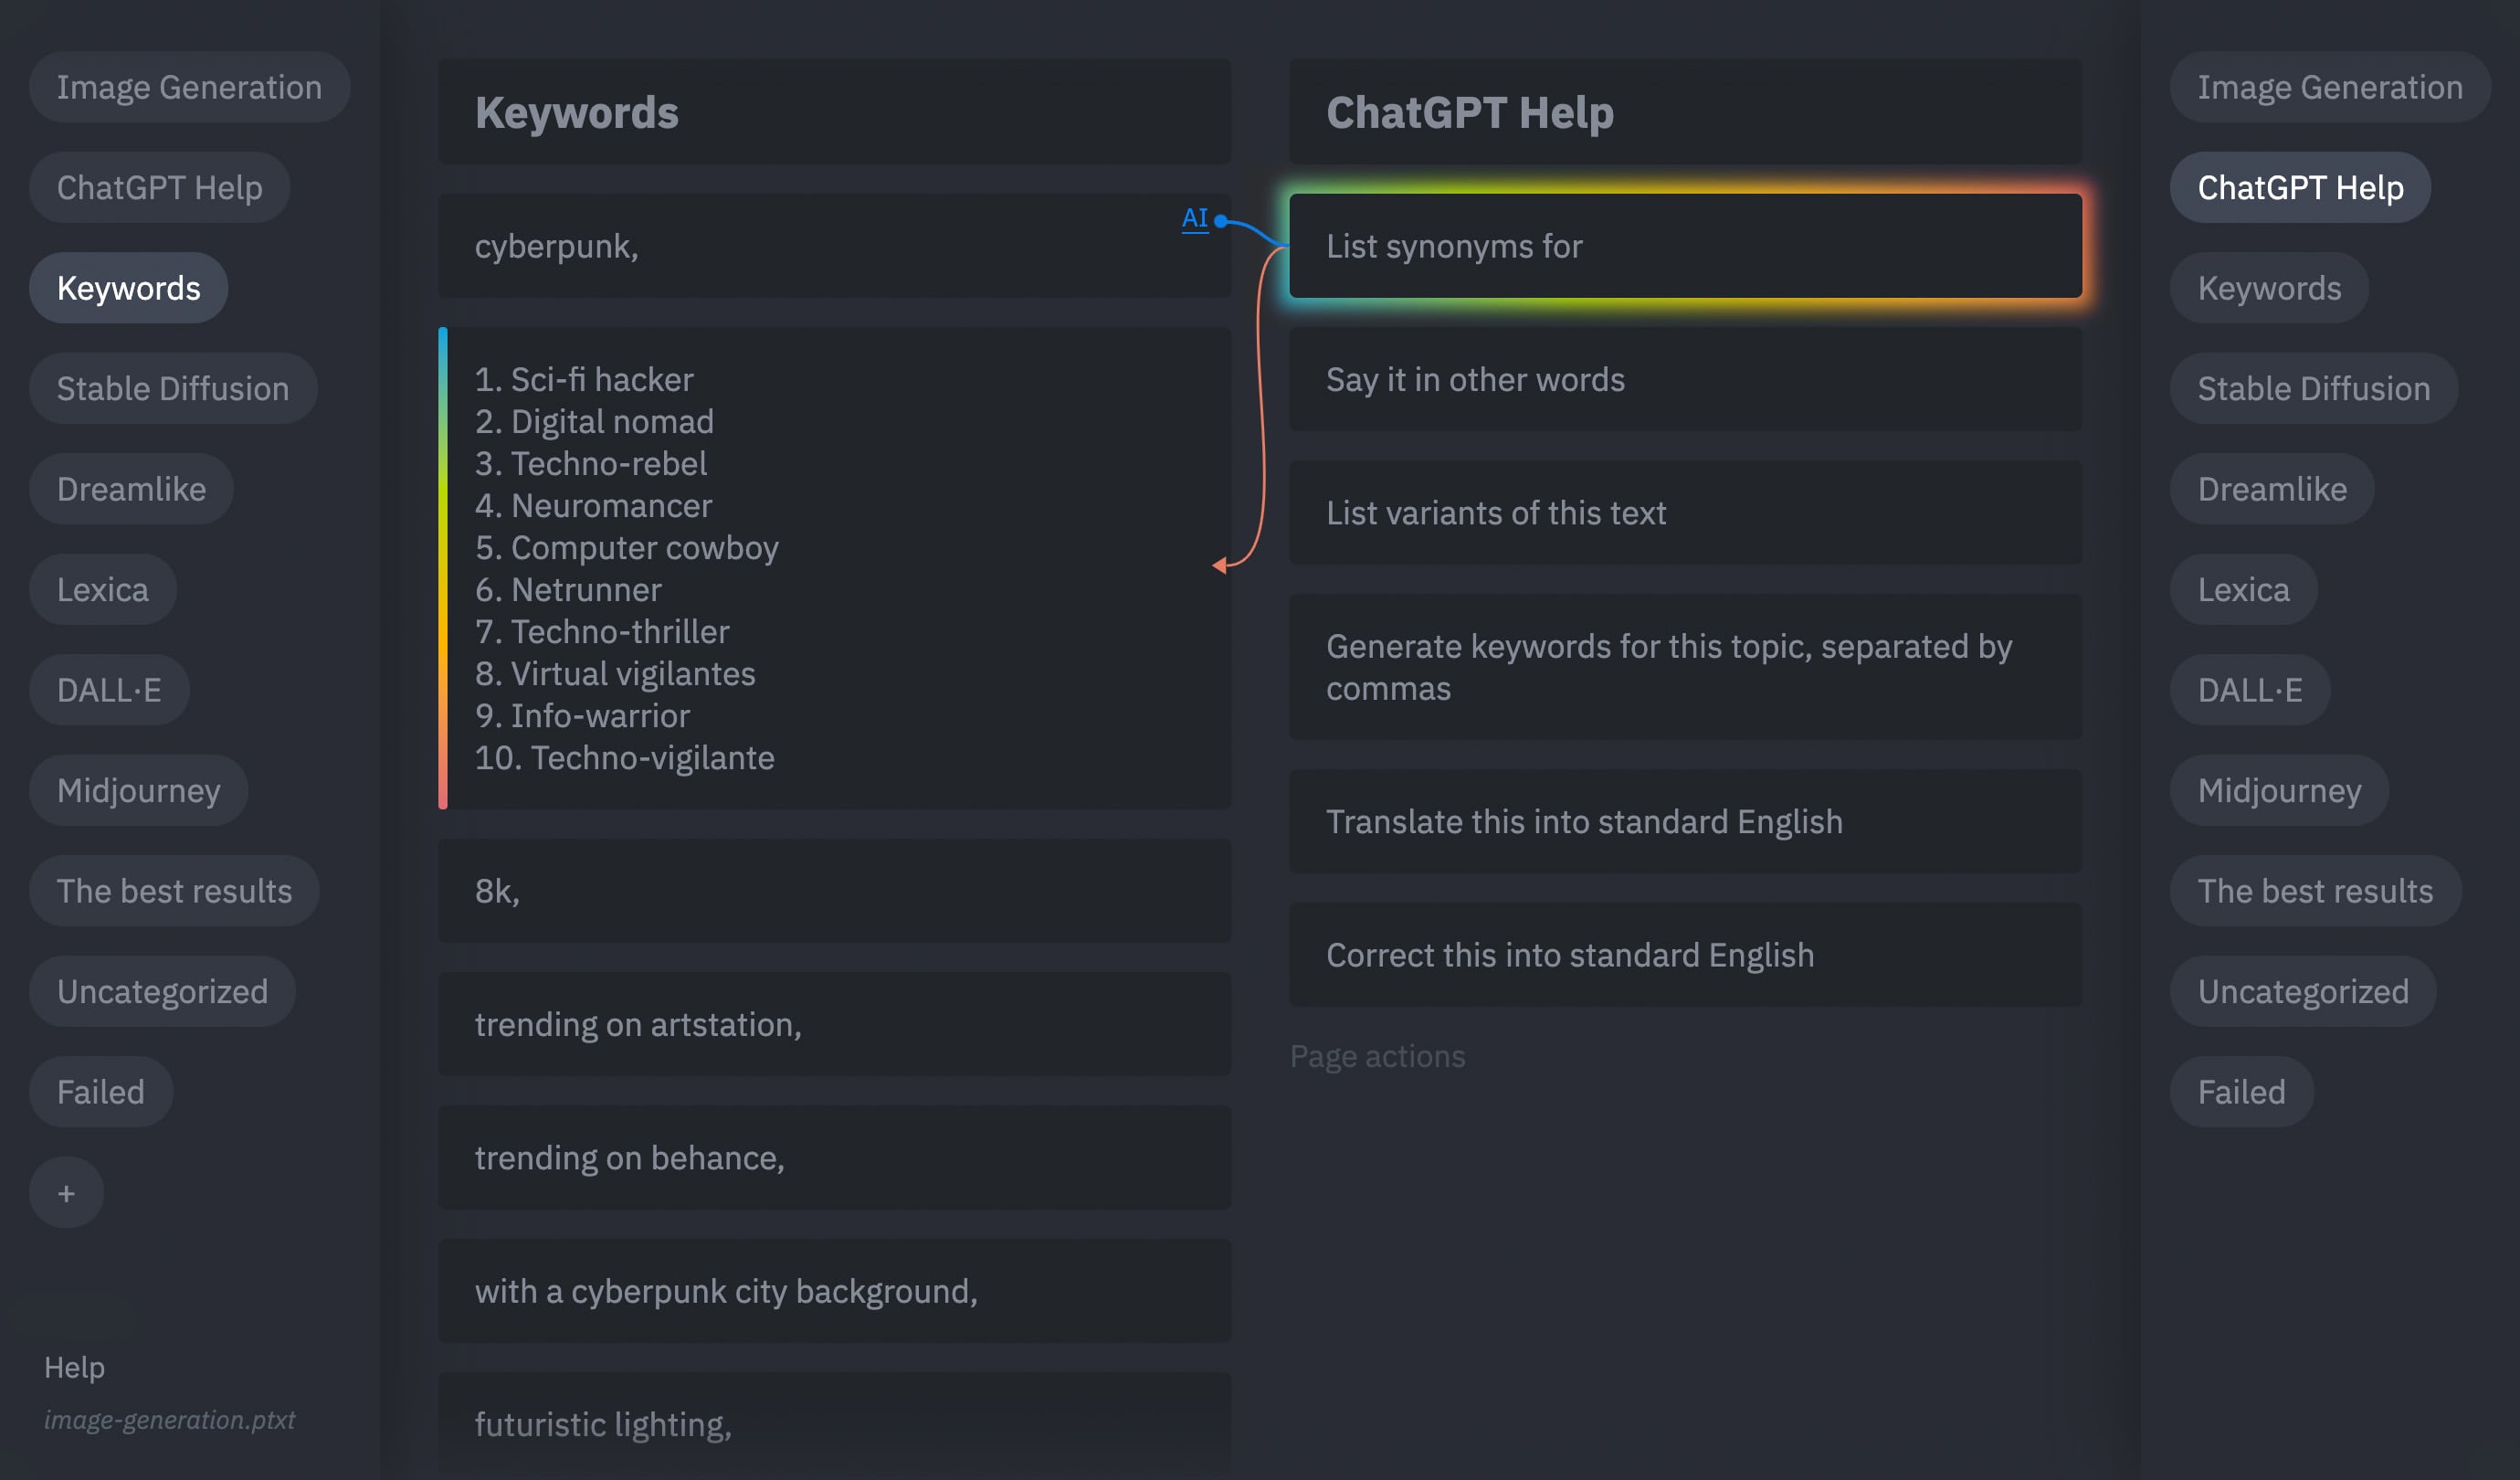 Image Generation
ChatGPT Help
Keywords
Stable Diffusion
Dreamlike
Lexica
DALL·E
Midjourney
The best results
Uncategorized
Failed
+
Help
image-generation.ptxt
Keywords
cyberpunk,
AI
1. Sci-fi hacker
2. Digital nomad
3. Techno-rebel
4. Neuromancer
5. Computer cowboy
6. Netrunner
7. Techno-thriller
8. Virtual vigilantes
9. Info-warrior
10. Techno-vigilante
8k,
trending on artstation,
trending on behance,
with a cyberpunk city background,
futuristic lighting,
ChatGPT Help
List synonyms for
Say it in other words
List variants of this text
Generate keywords for this topic, separated by
commas
Translate this into standard English
Correct this into standard English
Page actions
Image Generation
ChatGPT Help
Keywords
Stable Diffusion
Dreamlike
Lexica
DALL·E
Midjourney
The best results
Uncategorized
Failed